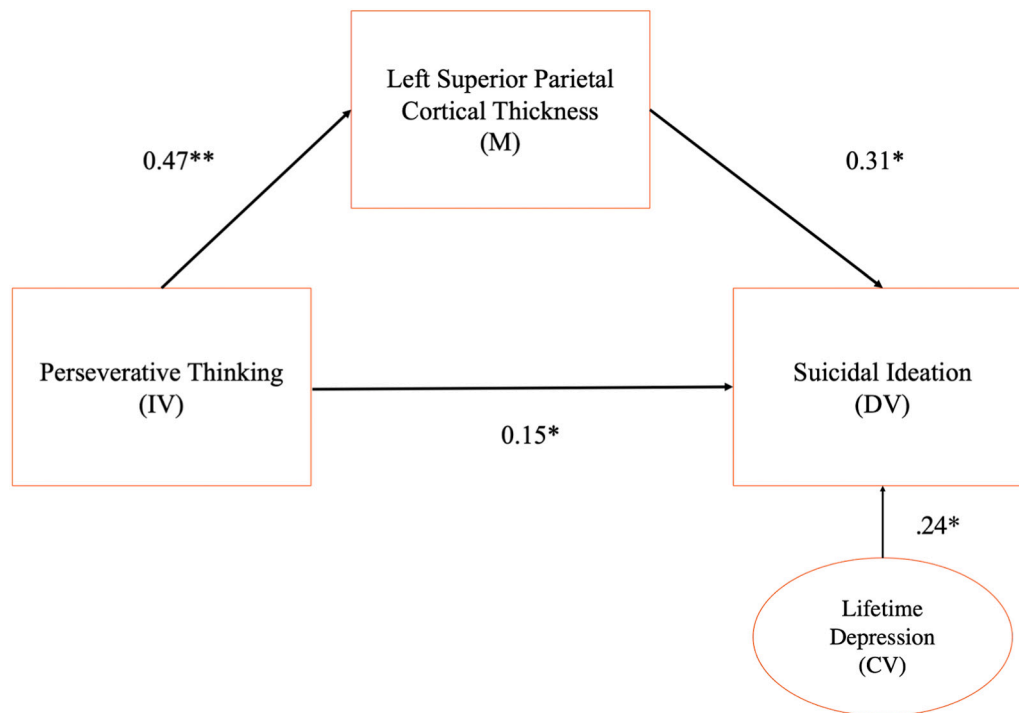 Left Superior Parietal
Cortical Thickness
(M)
0.47**
0.31*
Perseverative Thinking
(IV)
Suicidal Ideation
(DV)
0.15*
.24*
Lifetime
Depression
(CV)